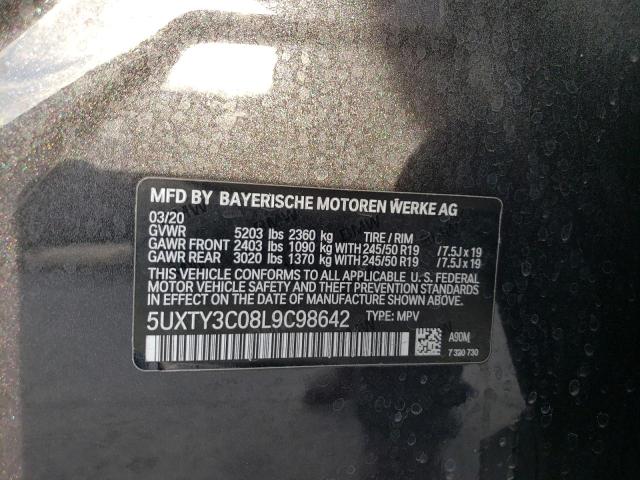 MFD BY BAYERISCHE MOTOREN WERKE AG
03/20
GVWR 5203 lbs 2360 kg TIRE / RIM
GAWR FRONT 2403 lbs 1090 kg WITH 245/50 R19 /7.5J x 19
GAWR REAR 3020 lbs 1370 kg WITH 245/50 R19 /7.5J x 19
THIS VEHICLE CONFORMS TO ALL APPLICABLE U. S. FEDERAL
MOTOR VEHICLE SAFETY AND THEFT PREVENTION STANDARDS
IN EFFECT ON THE DATE OF MANUFACTURE SHOWN ABOVE.
5UXTY3C08L9C98642 TYPE: MPV
A90M
7 320 730